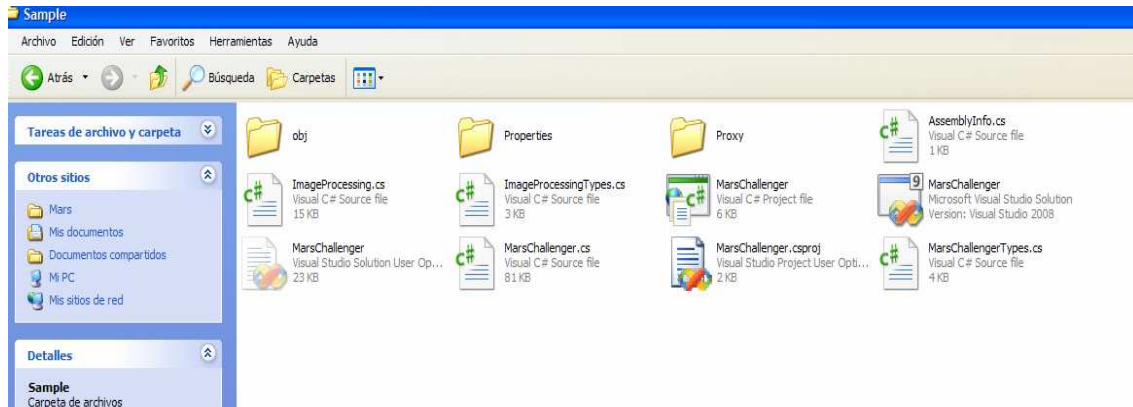 Sample
Archivo Edición Ver Favoritos Herramientas Ayuda
Atrás Búsqueda Carpetas
Tareas de archivo y carpeta
Otros sitios
Mars
Mis documentos
Documentos compartidos
Mi PC
Mis sitios de red
Detalles
Sample
Carpeta de archivos
obj
Properties
Proxy
AssemblyInfo.cs
Visual C# Source file
1 KB
ImageProcessing.cs
Visual C# Source file
15 KB
ImageProcessingTypes.cs
Visual C# Source file
3 KB
MarsChallenger
Visual C# Project file
6 KB
MarsChallenger
Microsoft Visual Studio Solution
Version: Visual Studio 2008
MarsChallenger
Visual Studio Solution User Op...
23 KB
MarsChallenger.cs
Visual C# Source file
81 KB
MarsChallenger.csproj
Visual Studio Project User Opti...
2 KB
MarsChallengerTypes.cs
Visual C# Source file
4 KB